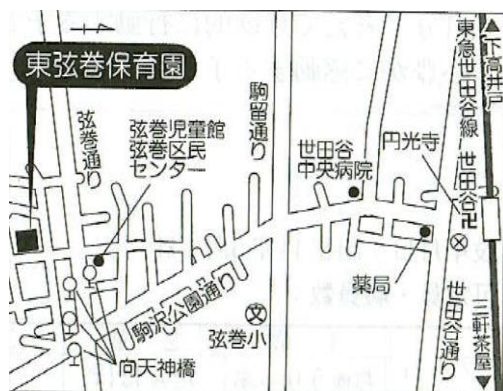 東弦巻保育園
弦巻通り
弦巻児童館
弦巻区民
センター
駒留通り
世田谷
中央病院
円光寺
東急世田谷線
世田谷
▲下高井戸
卍
薬局
駒沢公園通り
文
弦巻小
向天神橋
世田谷通り
三軒茶屋▼